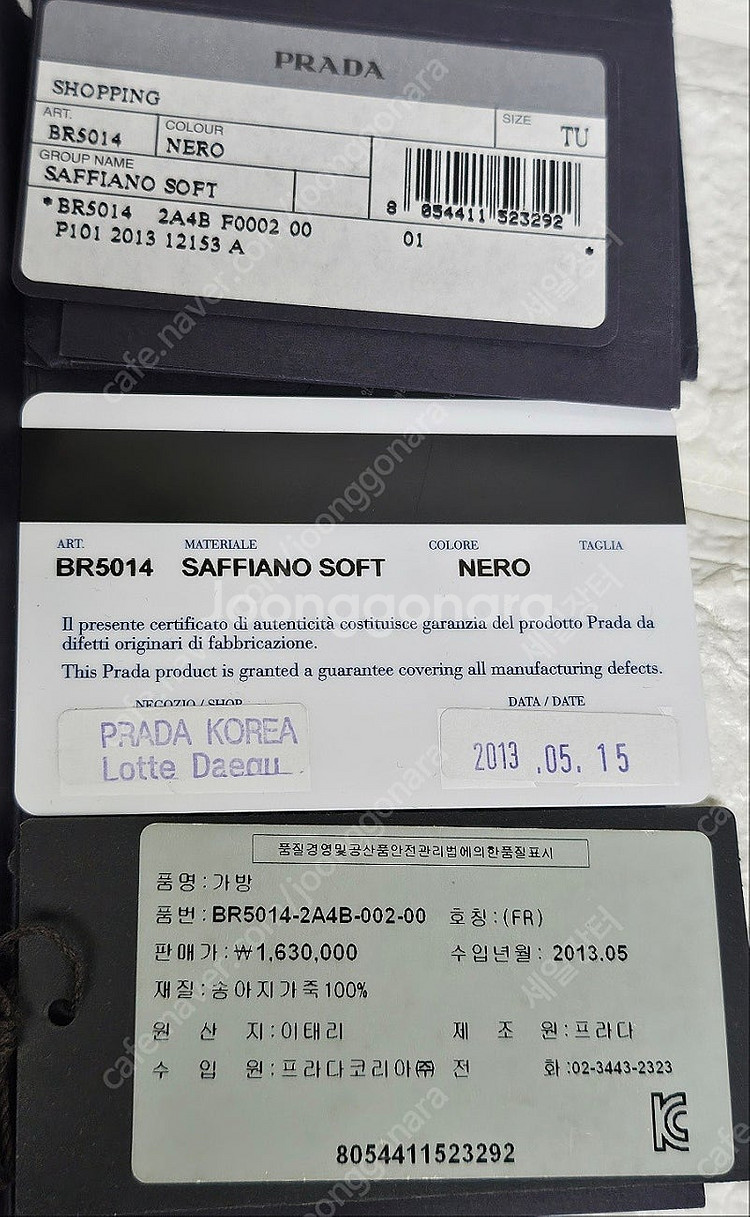 PRADA
SHOPPING
ART. BR5014 COLOUR NERO SIZE TU
GROUP NAME
SAFFIANO SOFT
*BR5014 2A4B F0002 00
P101 2013 12153 A
8 054411 523292
01 *
ART. MATERIALE COLORE TAGLIA
BR5014 SAFFIANO SOFT NERO
Il presente certificato di autenticità costituisce garanzia del prodotto Prada da
difetti originari di fabbricazione.
This Prada product is granted a guarantee covering all manufacturing defects.
NEGOZIO / SHOP DATA / DATE
PRADA KOREA
Lotte Daegu
2013 .05. 15
품질경영및공산품안전관리법에의한품질표시
품명:가방
품번:BR5014-2A4B-002-00 호칭:(FR)
판매가:₩1,630,000 수입년월: 2013.05
재질:송아지가죽100%
원 산 지:이태리 제 조 원:프라다
수 입 원:프라다코리아㈜ 전 화:02-3443-2323
8054411523292
cafe.naver.com/joonggonara
joonggonara
세일장터